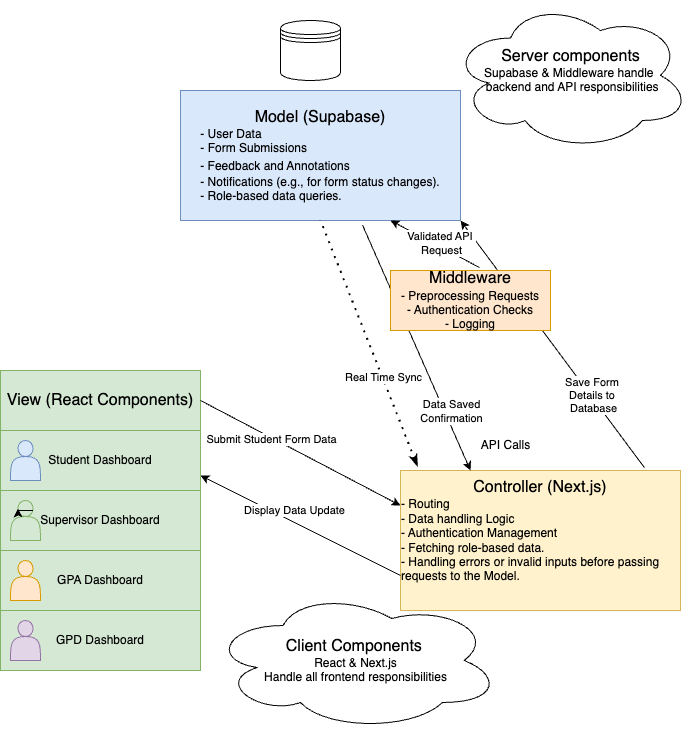 Server components
Supabase & Middleware handle
backend and API responsibilities
Model (Supabase)
- User Data
- Form Submissions
- Feedback and Annotations
- Notifications (e.g., for form status changes).
- Role-based data queries.
Validated API
Request
Middleware
- Preprocessing Requests
- Authentication Checks
- Logging
Real Time Sync
Save Form
Details to
Database
Data Saved
Confirmation
API Calls
View (React Components)
Submit Student Form Data
Student Dashboard
Display Data Update
Supervisor Dashboard
GPA Dashboard
GPD Dashboard
Controller (Next.js)
- Routing
- Data handling Logic
- Authentication Management
- Fetching role-based data.
- Handling errors or invalid inputs before passing
requests to the Model.
Client Components
React & Next.js
Handle all frontend responsibilities